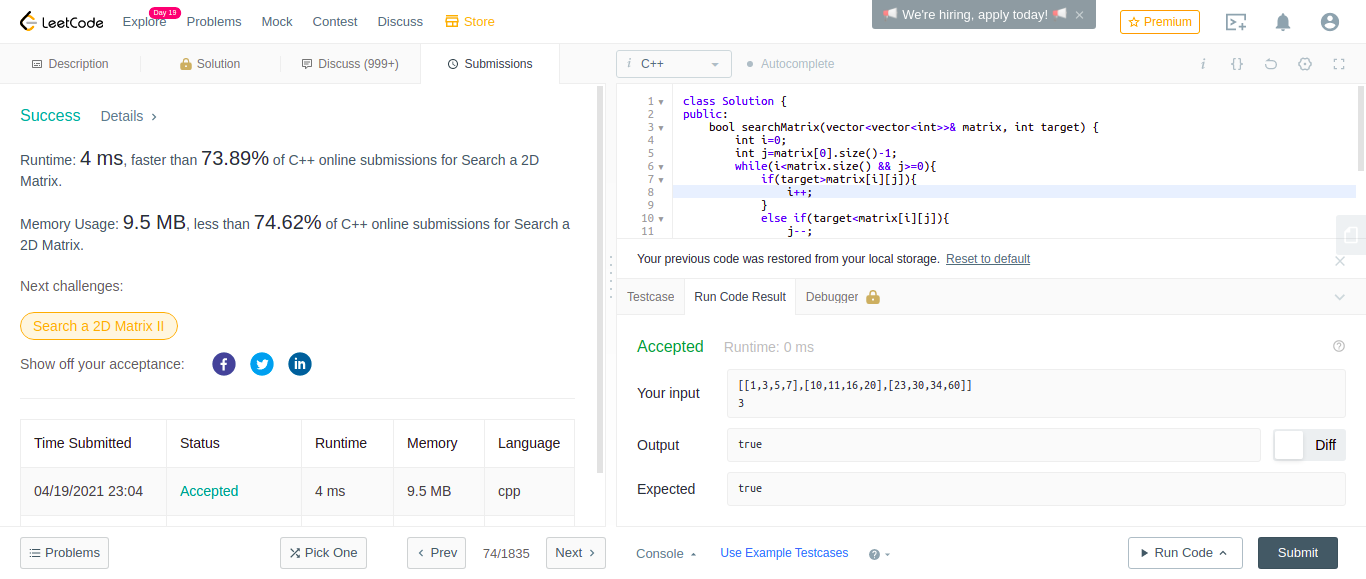 LeetCode
Explore
Day 19
Problems
Mock
Contest
Discuss
Store
We're hiring, apply today!
Premium
Description
Solution
Discuss (999+)
Submissions
i C++
Autocomplete
Success
Details
Runtime: 4 ms, faster than 73.89% of C++ online submissions for Search a 2D
Matrix.
Memory Usage: 9.5 MB, less than 74.62% of C++ online submissions for Search a
2D Matrix.
Next challenges:
Search a 2D Matrix II
Show off your acceptance:
Time Submitted Status Runtime Memory Language
04/19/2021 23:04 Accepted 4 ms 9.5 MB cpp
1 class Solution {
2 public:
3 bool searchMatrix(vector<vector<int>>& matrix, int target) {
4 int i=0;
5 int j=matrix[0].size()-1;
6 while(i<matrix.size() && j>=0){
7 if(target>matrix[i][j]){
8 i++;
9 }
10 else if(target<matrix[i][j]){
11 j--;
Your previous code was restored from your local storage. Reset to default
Testcase
Run Code Result
Debugger
Accepted
Runtime: 0 ms
Your input
[[1,3,5,7],[10,11,16,20],[23,30,34,60]]
3
Output
true
Diff
Expected
true
Problems
Pick One
Prev
74/1835
Next
Console
Use Example Testcases
Run Code
Submit